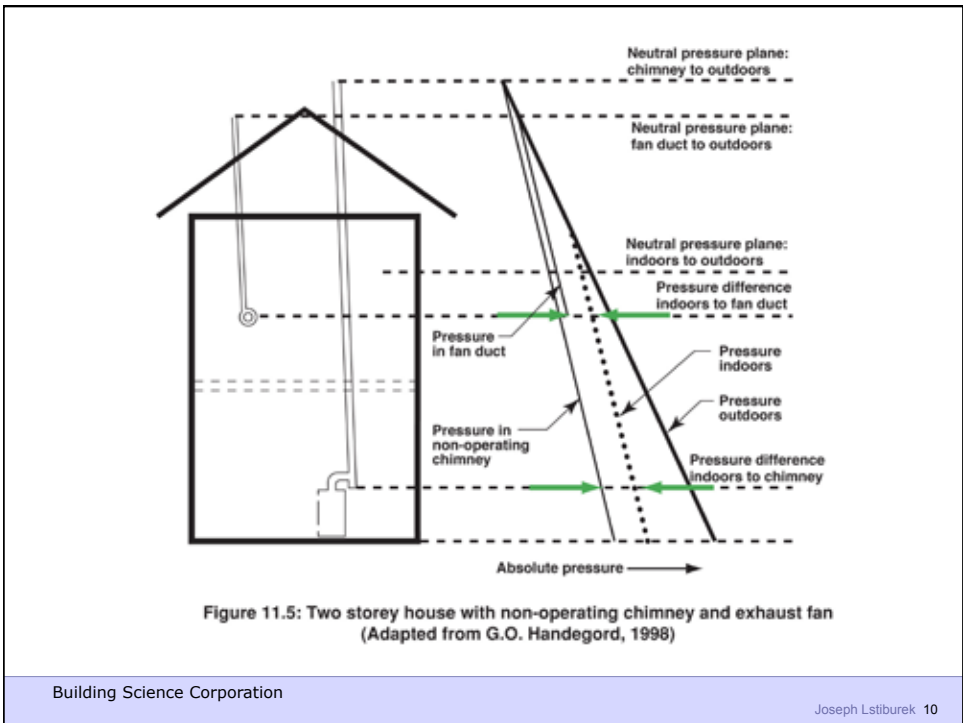 Neutral pressure plane:
chimney to outdoors
Neutral pressure plane:
fan duct to outdoors
Neutral pressure plane:
indoors to outdoors
Pressure difference
indoors to fan duct
Pressure
in fan duct
Pressure
indoors
Pressure
outdoors
Pressure in
non-operating
chimney
Pressure difference
indoors to chimney
Absolute pressure
Figure 11.5: Two storey house with non-operating chimney and exhaust fan
(Adapted from G.O. Handegord, 1998)
Building Science Corporation
Joseph Lstiburek 10